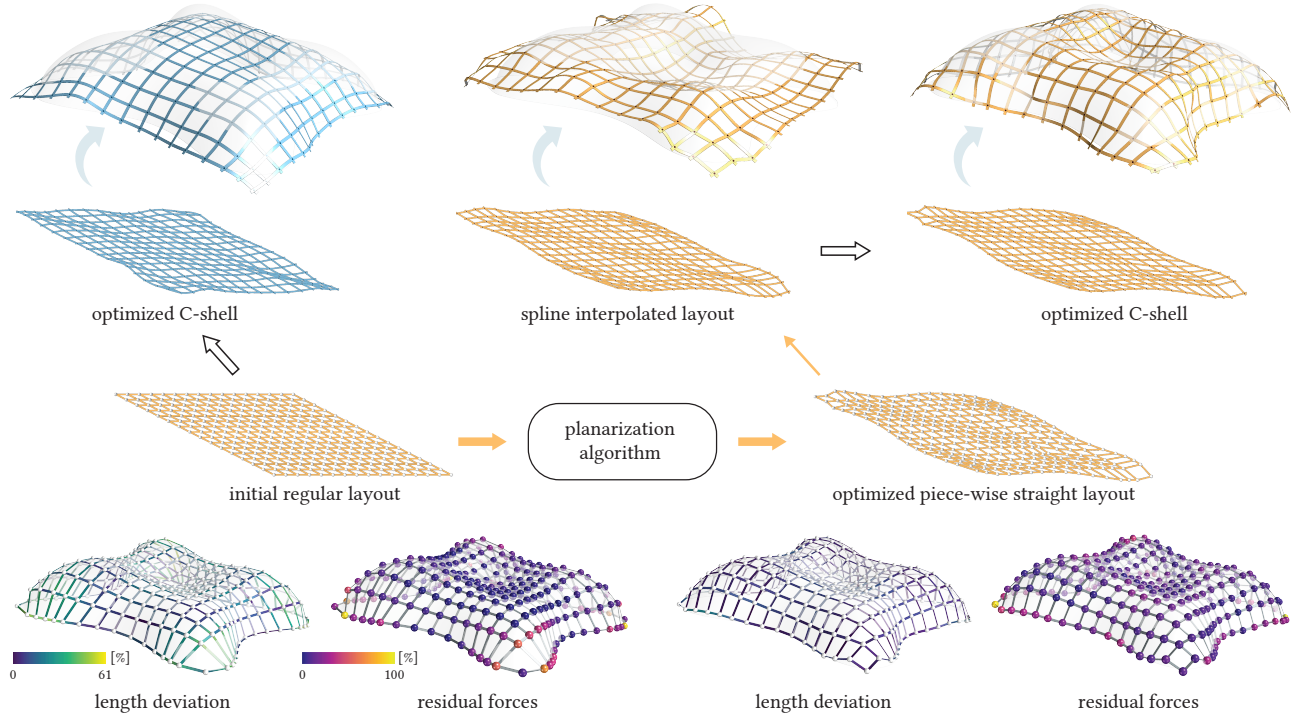 optimized C-shell
spline interpolated layout
optimized C-shell
planarization
algorithm
initial regular layout
optimized piece-wise straight layout
[%]
0
61
[%]
0
100
length deviation
residual forces
length deviation
residual forces